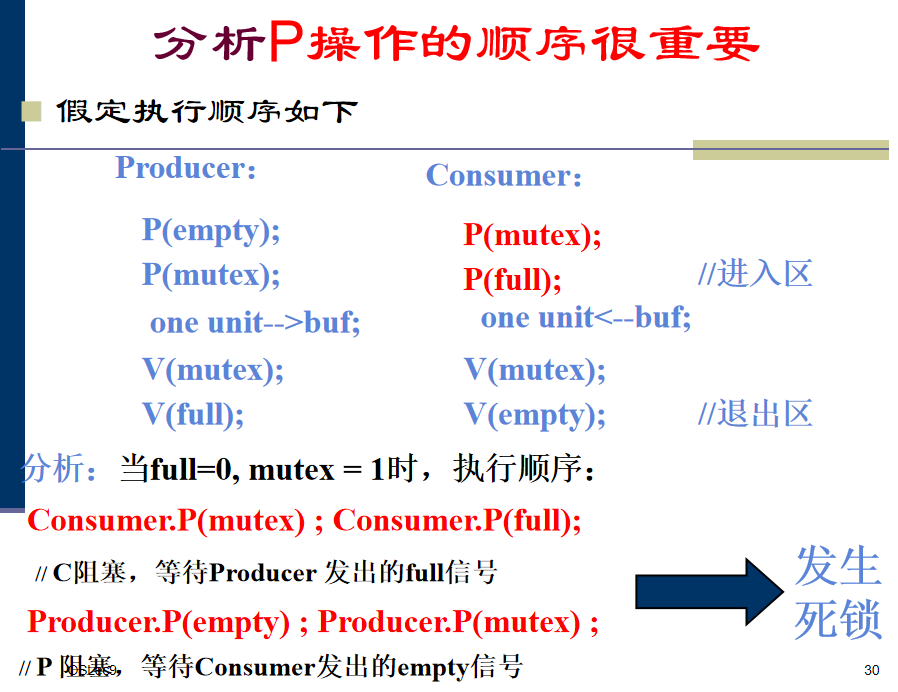 分析P操作的顺序很重要
假定执行顺序如下
Producer：
P(empty);
P(mutex);
one unit-->buf;
V(mutex);
V(full);
Consumer：
P(mutex);
P(full); //进入区
one unit<--buf;
V(mutex);
V(empty); //退出区
分析：当full=0, mutex = 1时，执行顺序：
Consumer.P(mutex) ; Consumer.P(full);
// C阻塞，等待Producer 发出的full信号
Producer.P(empty) ; Producer.P(mutex) ;
// P 阻塞，等待Consumer发出的empty信号
发生
死锁
30